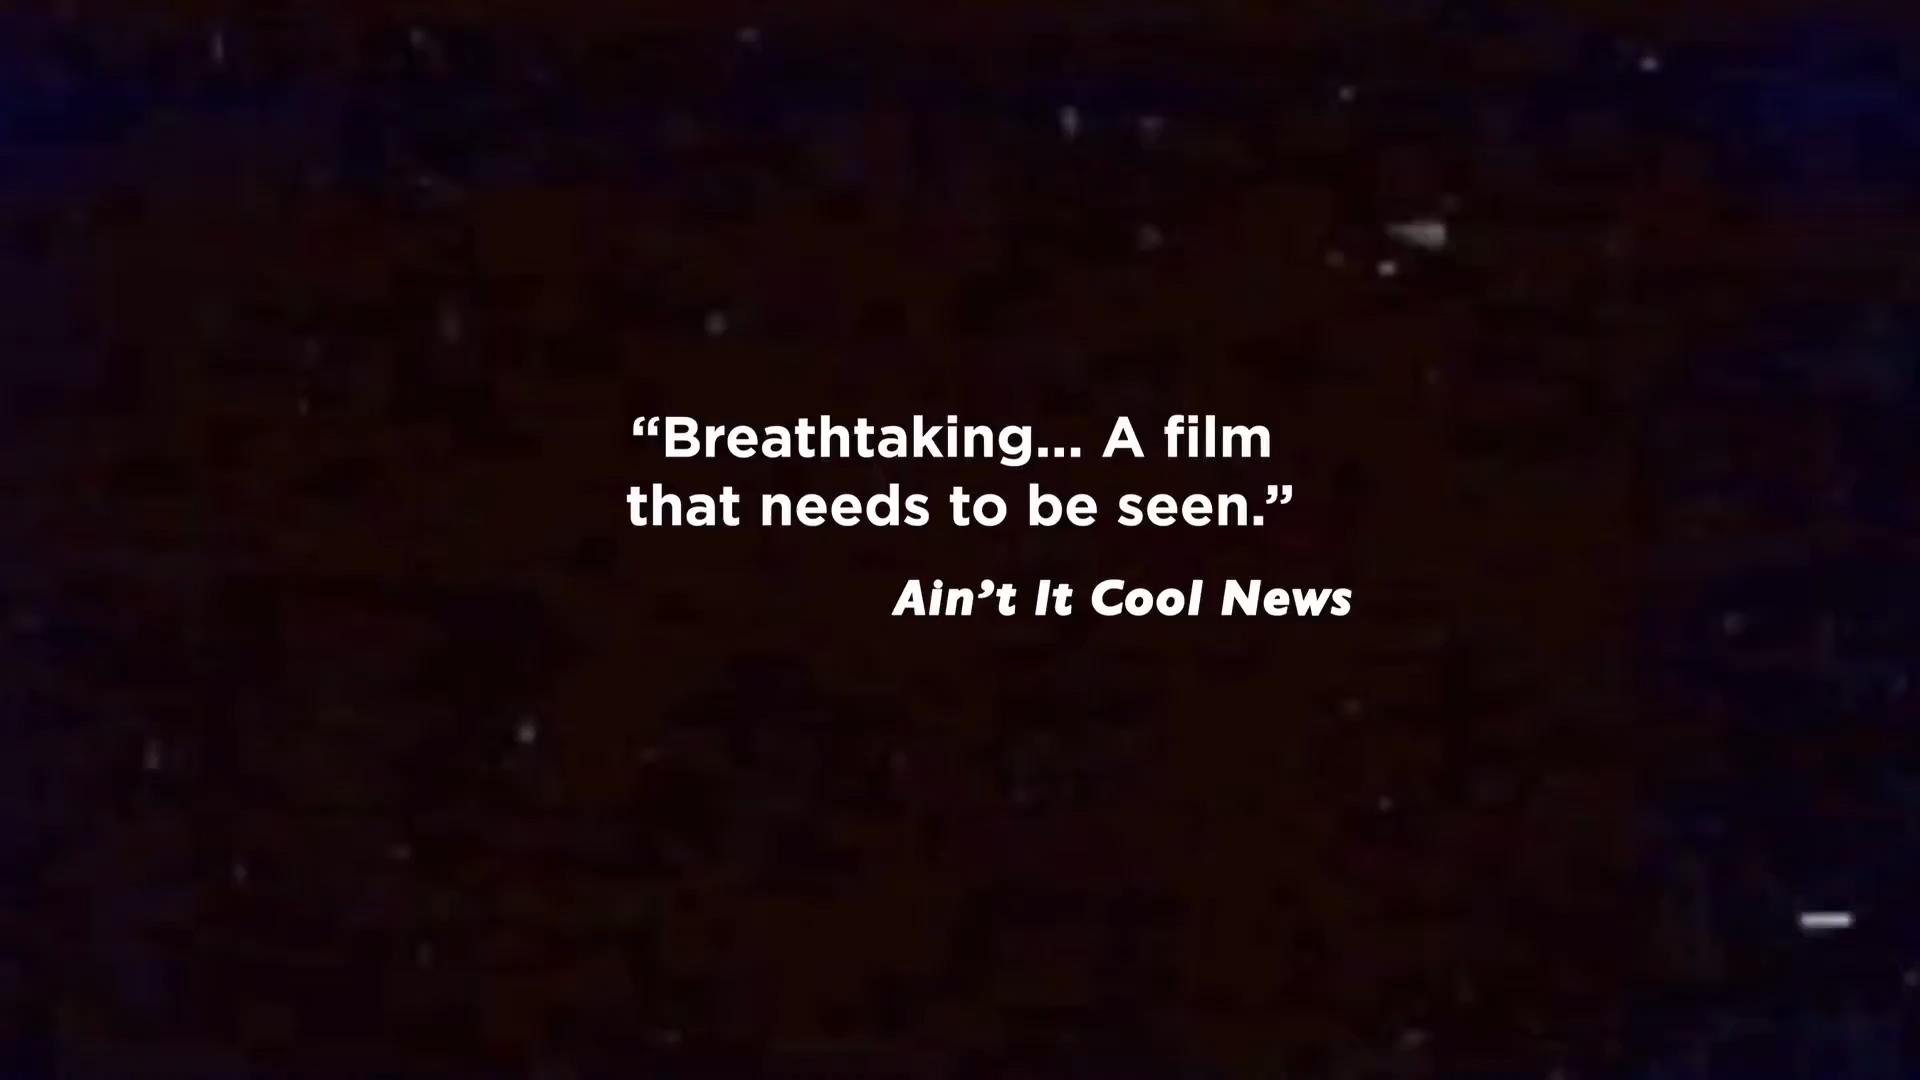 “Breathtaking... A film
that needs to be seen.”
Ain’t It Cool News